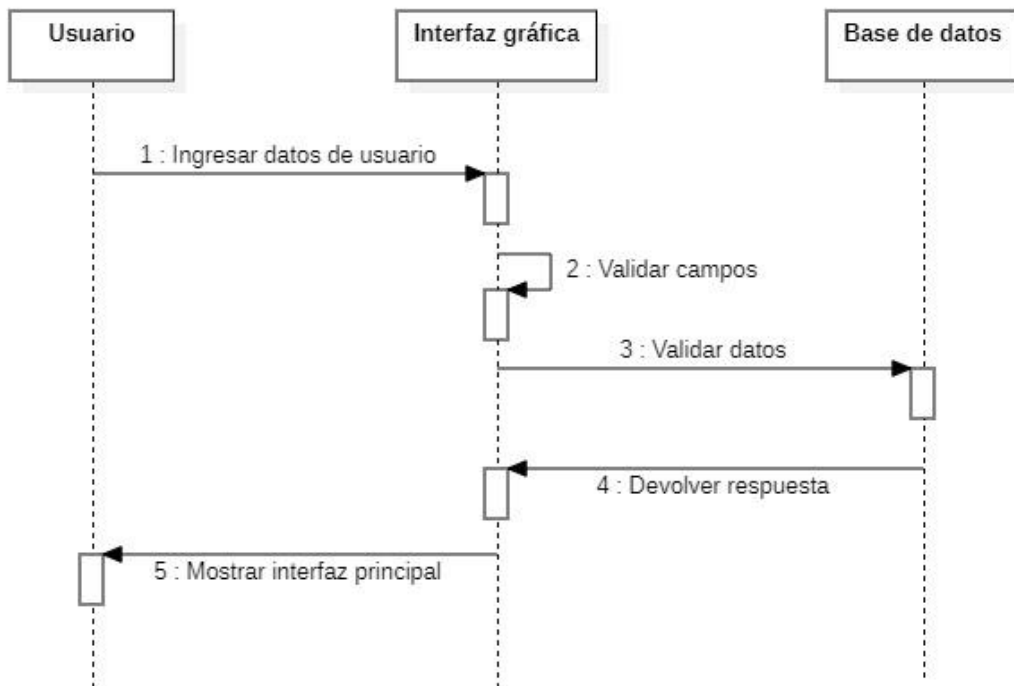 Usuario
Interfaz gráfica
Base de datos
1 : Ingresar datos de usuario
2 : Validar campos
3 : Validar datos
4 : Devolver respuesta
5 : Mostrar interfaz principal